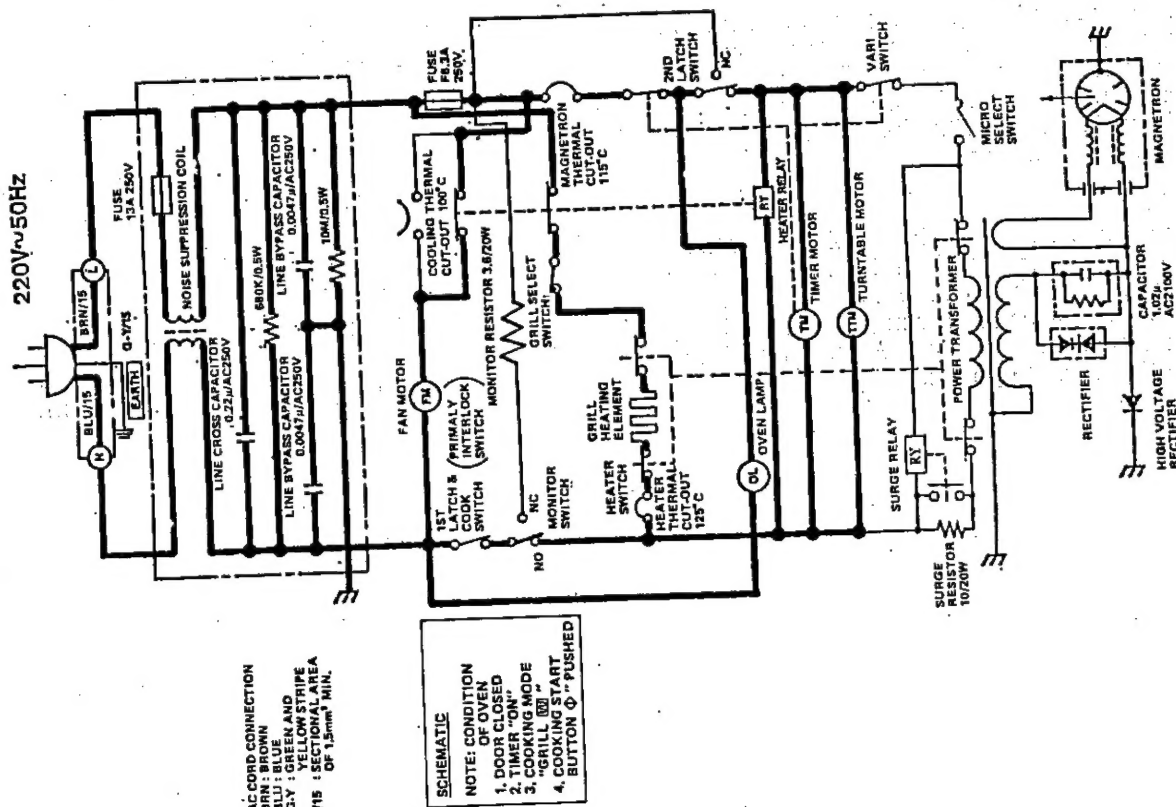 220V~50Hz
BLU/15
BRN/15
G-Y/15
N
L
EARTH
FUSE
13A 250V
NOISE SUPPRESSION COIL
LINE CROSS CAPACITOR
0.22µ/AC250V
680K/0.5W
LINE BYPASS CAPACITOR
0.0047µ/AC250V
LINE BYPASS CAPACITOR
0.0047µ/AC250V
10M/0.5W
FUSE
F6.3A
250V.
FAN MOTOR
FM
COOLING THERMAL
CUT-OUT 100°C
MONITOR RESISTOR 3.6/20W
1ST
LATCH &
COOK
SWITCH
(PRIMALY
INTERLOCK
SWITCH)
NC
NO
MONITOR
SWITCH
GRILL SELECT
SWITCH
MAGNETRON
THERMAL
CUT-OUT
115°C
2ND
LATCH
SWITCH
NC
GRILL
HEATING
ELEMENT
HEATER
SWITCH
HEATER
THERMAL
CUT-OUT
125°C
OVEN LAMP
OL
RY
HEATER RELAY
TIMER MOTOR
TM
TURNTABLE MOTOR
TTM
VARI
SWITCH
MICRO
SELECT
SWITCH
SURGE RELAY
RY
SURGE
RESISTOR
10/20W
POWER TRANSFORMER
RECTIFIER
CAPACITOR
1.02µ
AC2100V
HIGH VOLTAGE
RECTIFIER
MAGNETRON
AC CORD CONNECTION
BRN : BROWN
BLU : BLUE
G-Y : GREEN AND
YELLOW STRIPE
/15 : SECTIONAL AREA
OF 1.5mm² MIN.
SCHEMATIC
NOTE: CONDITION
OF OVEN
1. DOOR CLOSED
2. TIMER "ON"
3. COOKING MODE
"GRILL "
4. COOKING START
BUTTON " " PUSHED